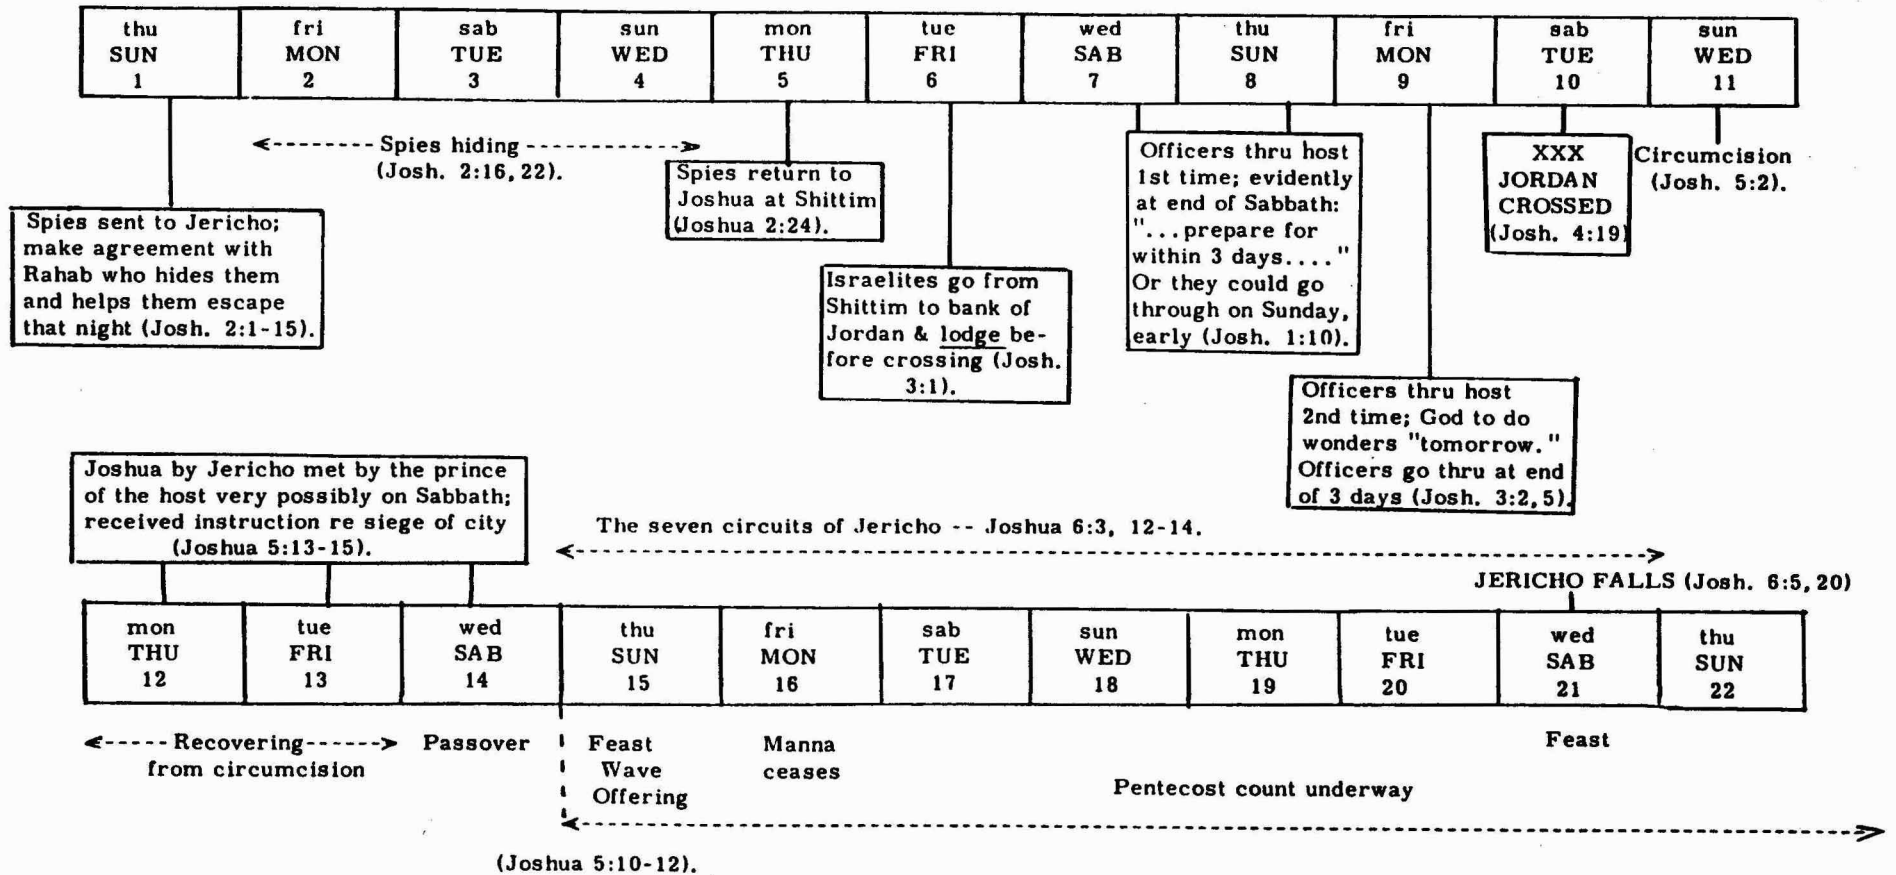 thu fri sab sun mon tue wed thu fri sab sun
SUN MON TUE WED THU FRI SAB SUN MON TUE WED
1 2 3 4 5 6 7 8 9 10 11
<------- Spies hiding ------->
(Josh. 2:16,22).
Spies sent to Jericho;
make agreement with
Rahab who hides them
and helps them escape
that night (Josh. 2:1-15).
Spies return to
Joshua at Shittim
(Joshua 2:24).
Israelites go from
Shittim to bank of
Jordan & lodge be-
fore crossing (Josh.
3:1).
Officers thru host
1st time; evidently
at end of Sabbath:
"...prepare for
within 3 days...."
Or they could go
through on Sunday,
early (Josh. 1:10).
Officers thru host
2nd time; God to do
wonders "tomorrow."
Officers go thru at end
of 3 days (Josh. 3:2,5).
XXX
JORDAN
CROSSED
(Josh. 4:19)
Circumcision
(Josh. 5:2).
Joshua by Jericho met by the prince
of the host very possibly on Sabbath;
received instruction re siege of city
(Joshua 5:13-15).
The seven circuits of Jericho -- Joshua 6:3, 12-14.
JERICHO FALLS (Josh. 6:5,20)
mon tue wed thu fri sab sun mon tue wed thu
THU FRI SAB SUN MON TUE WED THU FRI SAB SUN
12 13 14 15 16 17 18 19 20 21 22
<----- Recovering------>
from circumcision
Passover
Feast
Wave
Offering
Manna
ceases
Feast
Pentecost count underway
(Joshua 5:10-12).